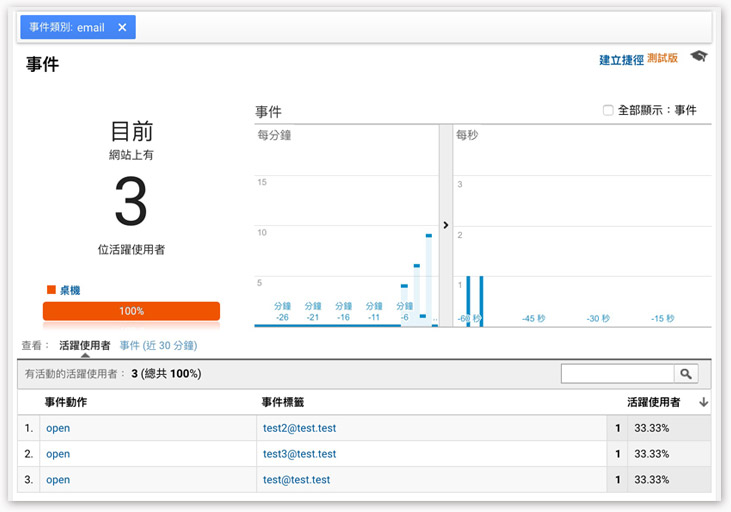 事件類別: email ✕
事件
建立捷徑 測試版
目前
網站上有
3
位活躍使用者
桌機
100%
事件
全部顯示：事件
每分鐘
15
10
5
分鐘 分鐘 分鐘 分鐘 分鐘
-26 -21 -16 -11 -6
每秒
3
2
1
-60 秒 -45 秒 -30 秒 -15 秒
查看： 活躍使用者 事件 (近 30 分鐘)
有活動的活躍使用者： 3 (總共 100%)
事件動作 事件標籤 活躍使用者
1. open test2@test.test 1 33.33%
2. open test3@test.test 1 33.33%
3. open test@test.test 1 33.33%